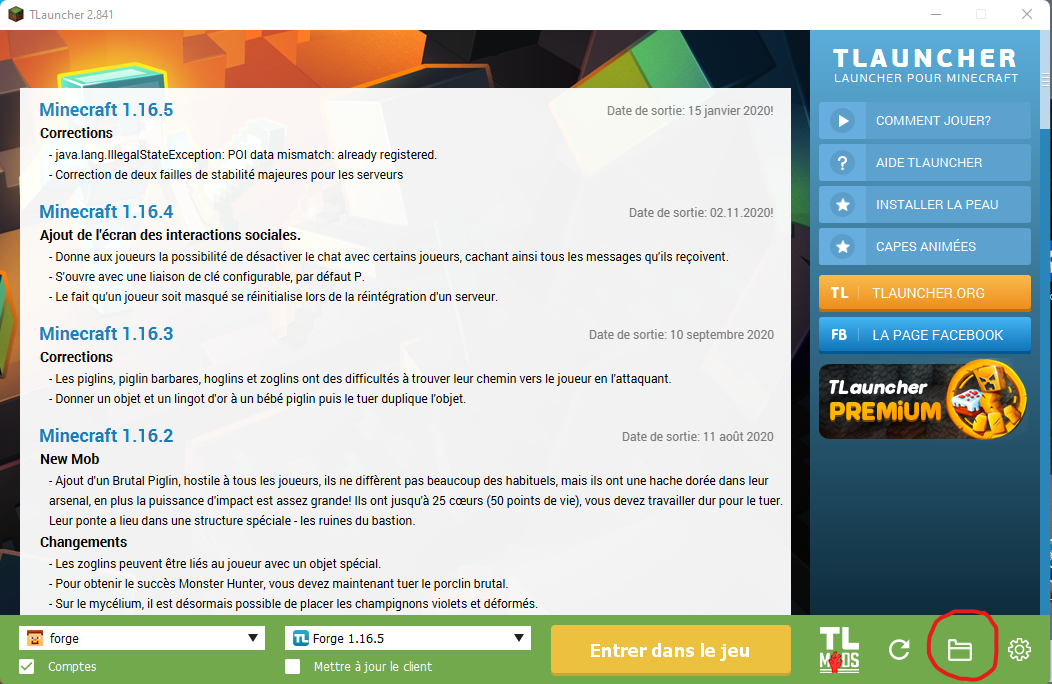 TLauncher 2.841
TLAUNCHER
LAUNCHER POUR MINECRAFT
Minecraft 1.16.5
Date de sortie: 15 janvier 2020!
Corrections
- java.lang.IllegalStateException: POI data mismatch: already registered.
- Correction de deux failles de stabilité majeures pour les serveurs
Minecraft 1.16.4
Date de sortie: 02.11.2020!
Ajout de l'écran des interactions sociales.
- Donne aux joueurs la possibilité de désactiver le chat avec certains joueurs, cachant ainsi tous les messages qu'ils reçoivent.
- S'ouvre avec une liaison de clé configurable, par défaut P.
- Le fait qu'un joueur soit masqué se réinitialise lors de la réintégration d'un serveur.
Minecraft 1.16.3
Date de sortie: 10 septembre 2020
Corrections
- Les piglins, piglin barbares, hoglins et zoglins ont des difficultés à trouver leur chemin vers le joueur en l'attaquant.
- Donner un objet et un lingot d'or à un bébé piglin puis le tuer duplique l'objet.
Minecraft 1.16.2
Date de sortie: 11 août 2020
New Mob
- Ajout d'un Brutal Piglin, hostile à tous les joueurs, ils ne diffèrent pas beaucoup des habituels, mais ils ont une hache dorée dans leur
arsenal, en plus la puissance d'impact est assez grande! Ils ont jusqu'à 25 cœurs (50 points de vie), vous devez travailler dur pour le tuer.
Leur ponte a lieu dans une structure spéciale - les ruines du bastion.
Changements
- Les zoglins peuvent être liés au joueur avec un objet spécial.
- Pour obtenir le succès Monster Hunter, vous devez maintenant tuer le porclin brutal.
- Sur le mycélium, il est désormais possible de placer les champignons violets et déformés.
COMMENT JOUER?
? AIDE TLAUNCHER
INSTALLER LA PEAU
CAPES ANIMÉES
TL TLAUNCHER.ORG
FB LA PAGE FACEBOOK
TLauncher
PREMIUM
forge
TL Forge 1.16.5
Entrer dans le jeu
TL
MODS
Comptes
Mettre à jour le client